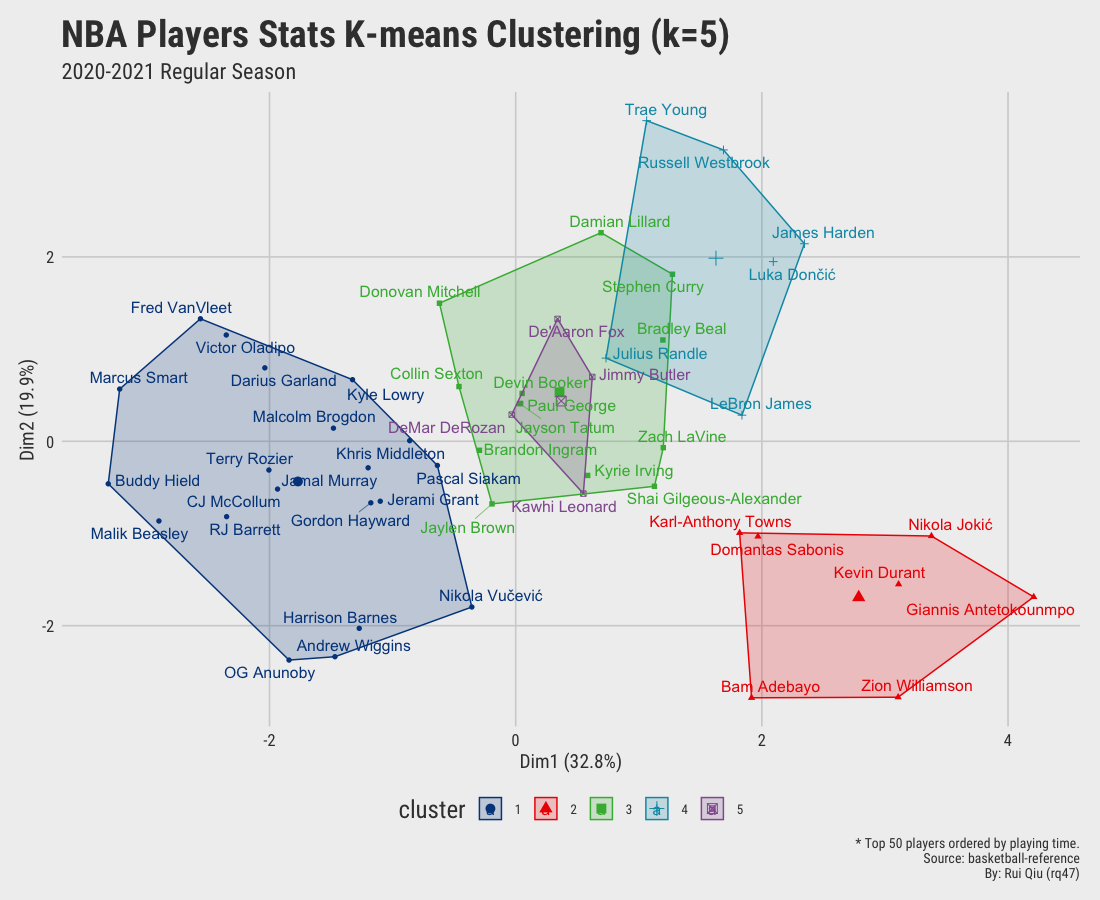 NBA Players Stats K-means Clustering (k=5)
2020-2021 Regular Season
Trae Young
Russell Westbrook
James Harden
Luka Dončić
Damian Lillard
Stephen Curry
Donovan Mitchell
Fred VanVleet
Victor Oladipo
De'Aaron Fox
Bradley Beal
Julius Randle
Marcus Smart
Darius Garland
Collin Sexton
Devin Booker
Jimmy Butler
Kyle Lowry
Paul George
LeBron James
Malcolm Brogdon
DeMar DeRozan
Jayson Tatum
Zach LaVine
Khris Middleton
Brandon Ingram
Terry Rozier
Kyrie Irving
Buddy Hield
Jamal Murray
Pascal Siakam
CJ McCollum
Jerami Grant
Shai Gilgeous-Alexander
Kawhi Leonard
Gordon Hayward
Malik Beasley
RJ Barrett
Jaylen Brown
Karl-Anthony Towns
Nikola Jokić
Domantas Sabonis
Kevin Durant
Nikola Vučević
Giannis Antetokounmpo
Harrison Barnes
Andrew Wiggins
OG Anunoby
Bam Adebayo
Zion Williamson
2
0
-2
Dim2 (19.9%)
-2 0 2 4
Dim1 (32.8%)
cluster 1 2 3 4 5
* Top 50 players ordered by playing time.
Source: basketball-reference
By: Rui Qiu (rq47)